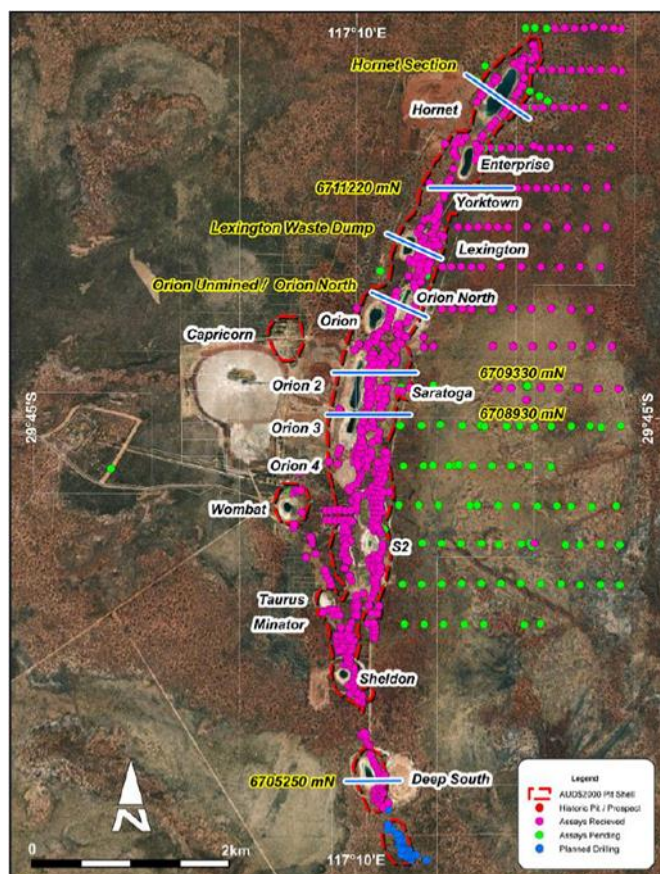 117°10'E
Hornet Section
Hornet
Enterprise
6711220 mN
Yorktown
Lexington Waste Dump
Lexington
Orion Unmined / Orion North
Orion North
Orion
Capricorn
6709330 mN
Orion 2
Saratoga
29°45'S
29°45'S
6708930 mN
Orion 3
Orion 4
Wombat
S2
Taurus
Minator
Sheldon
6705250 mN
Deep South
N
0
2km
117°10'E
Legend
AUD$2000 Pit Shell
Historic Pit / Prospect
Assays Recieved
Assays Pending
Planned Drilling